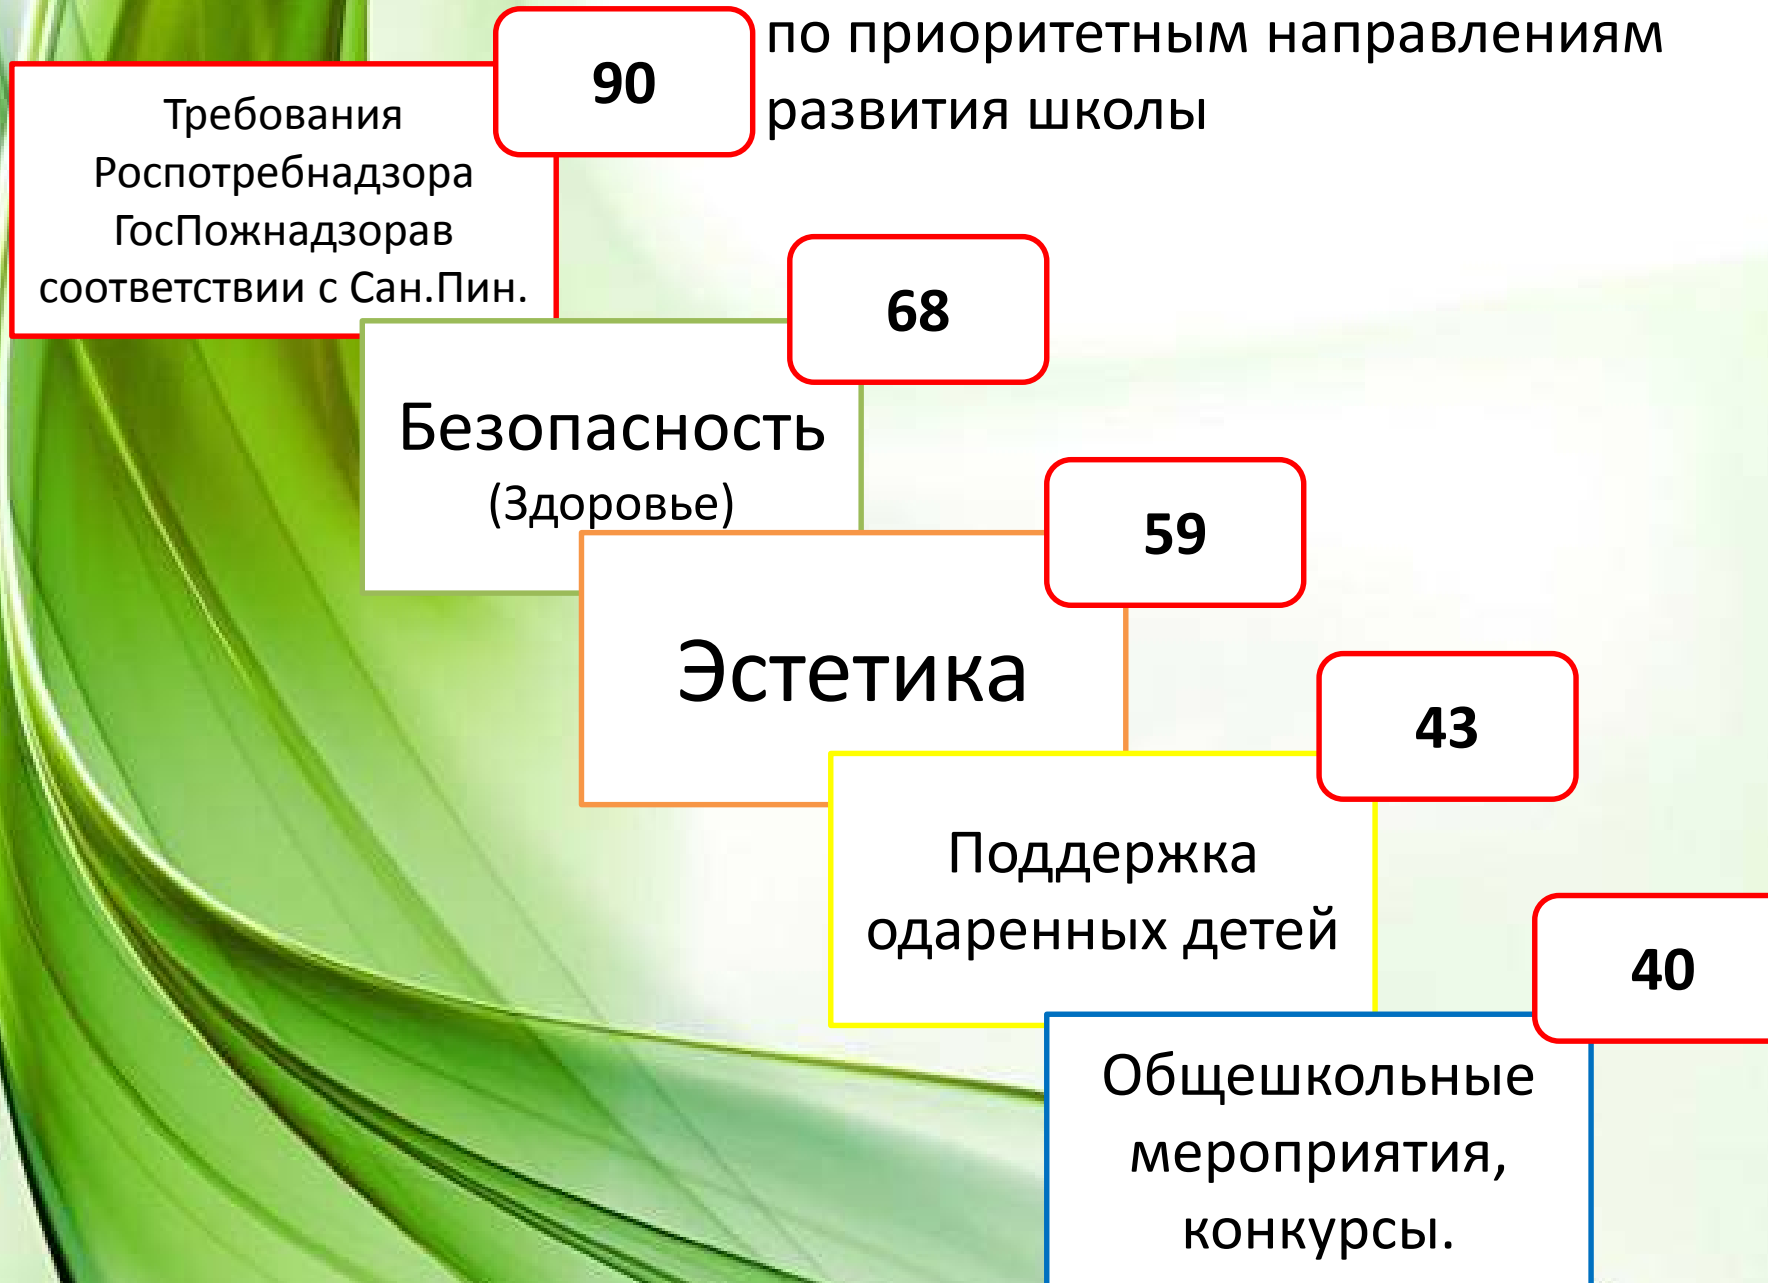 по приоритетным направлениям
развития школы
90
Требования
Роспотребнадзора
ГосПожнадзорав
соответствии с Сан.Пин.
68
Безопасность
(Здоровье)
59
Эстетика
43
Поддержка
одаренных детей
40
Общешкольные
мероприятия,
конкурсы.